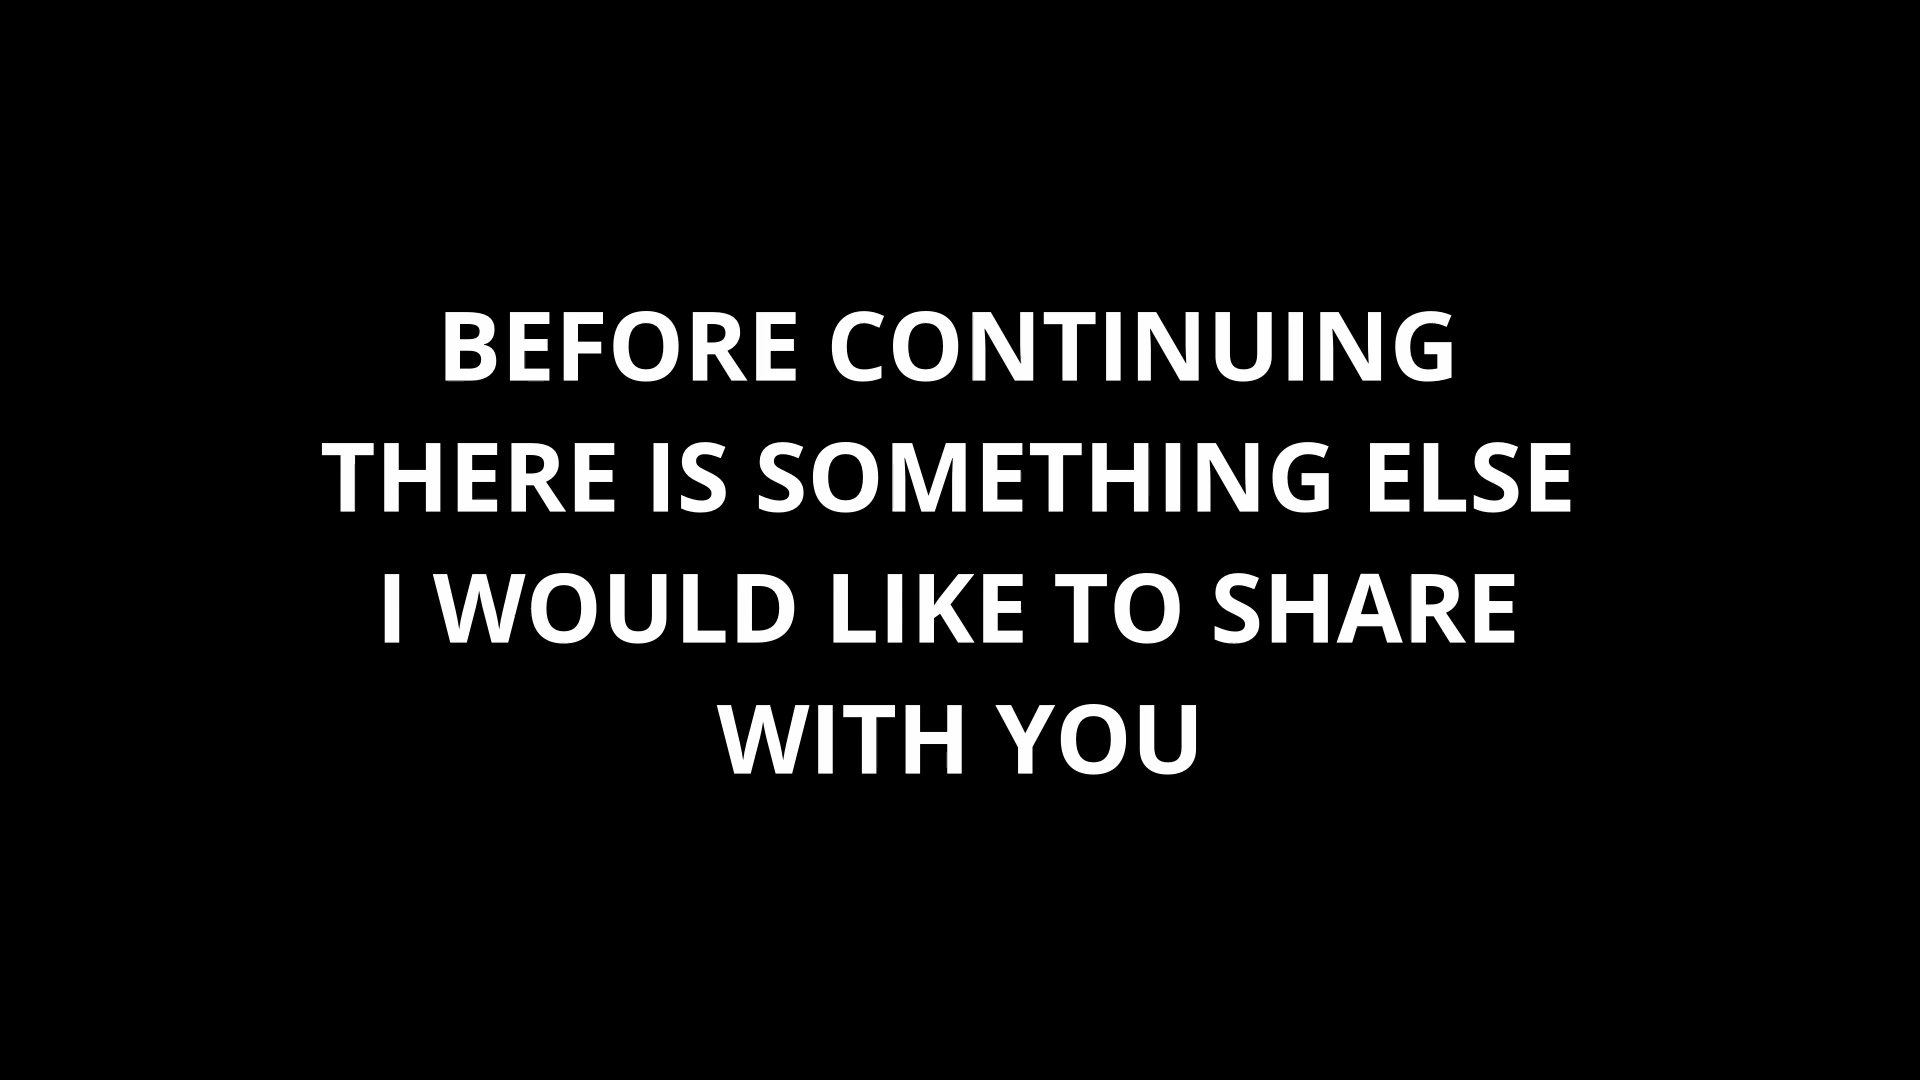 BEFORE CONTINUING
THERE IS SOMETHING ELSE
I WOULD LIKE TO SHARE
WITH YOU